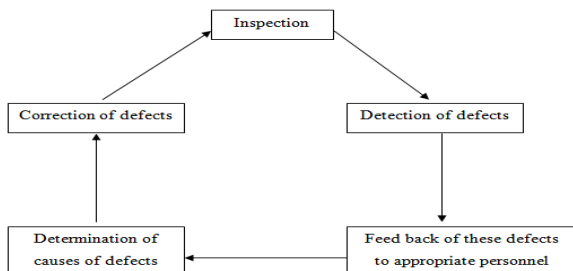 Inspection
Correction of defects
Detection of defects
Determination of
causes of defects
Feed back of these defects
to appropriate personnel